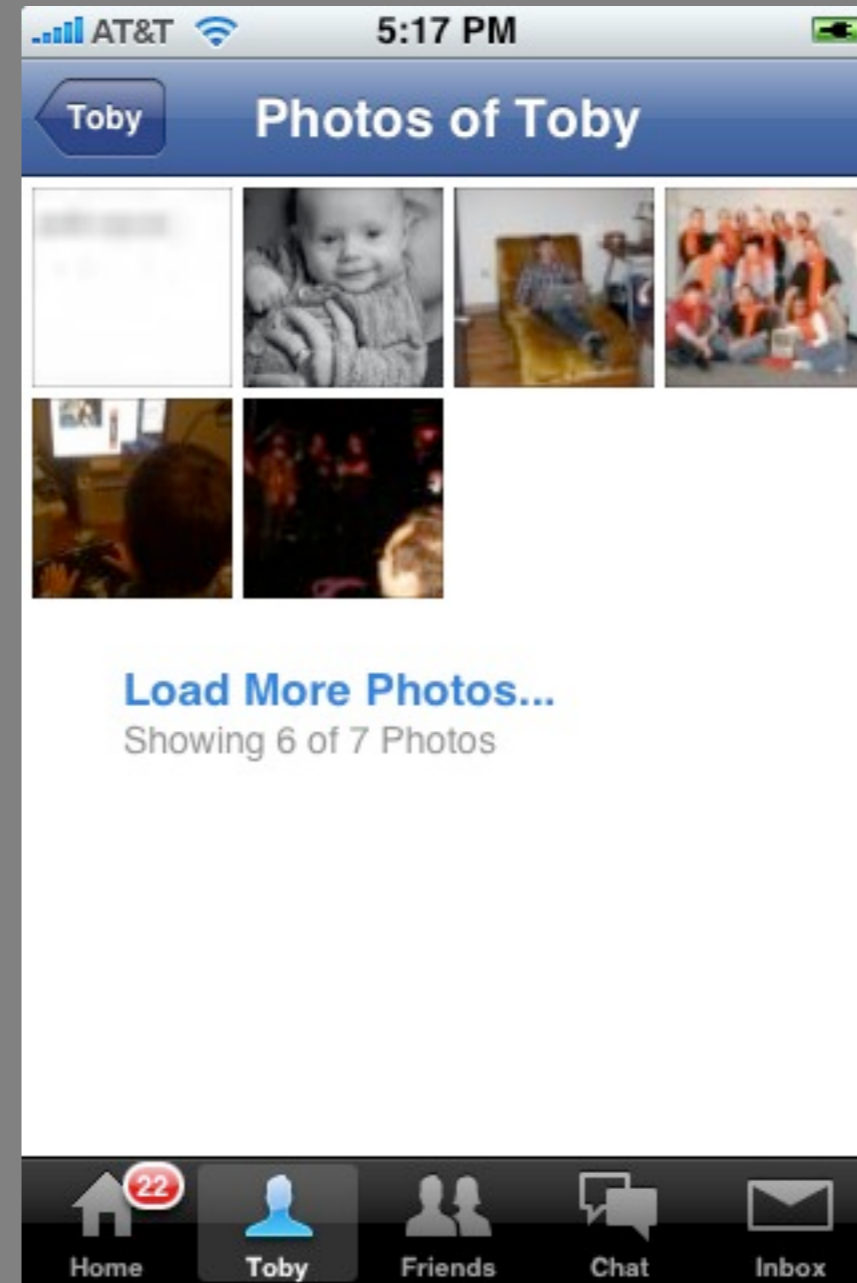 AT&T 5:17 PM
Toby Photos of Toby
Load More Photos...
Showing 6 of 7 Photos
22
Home Toby Friends Chat Inbox